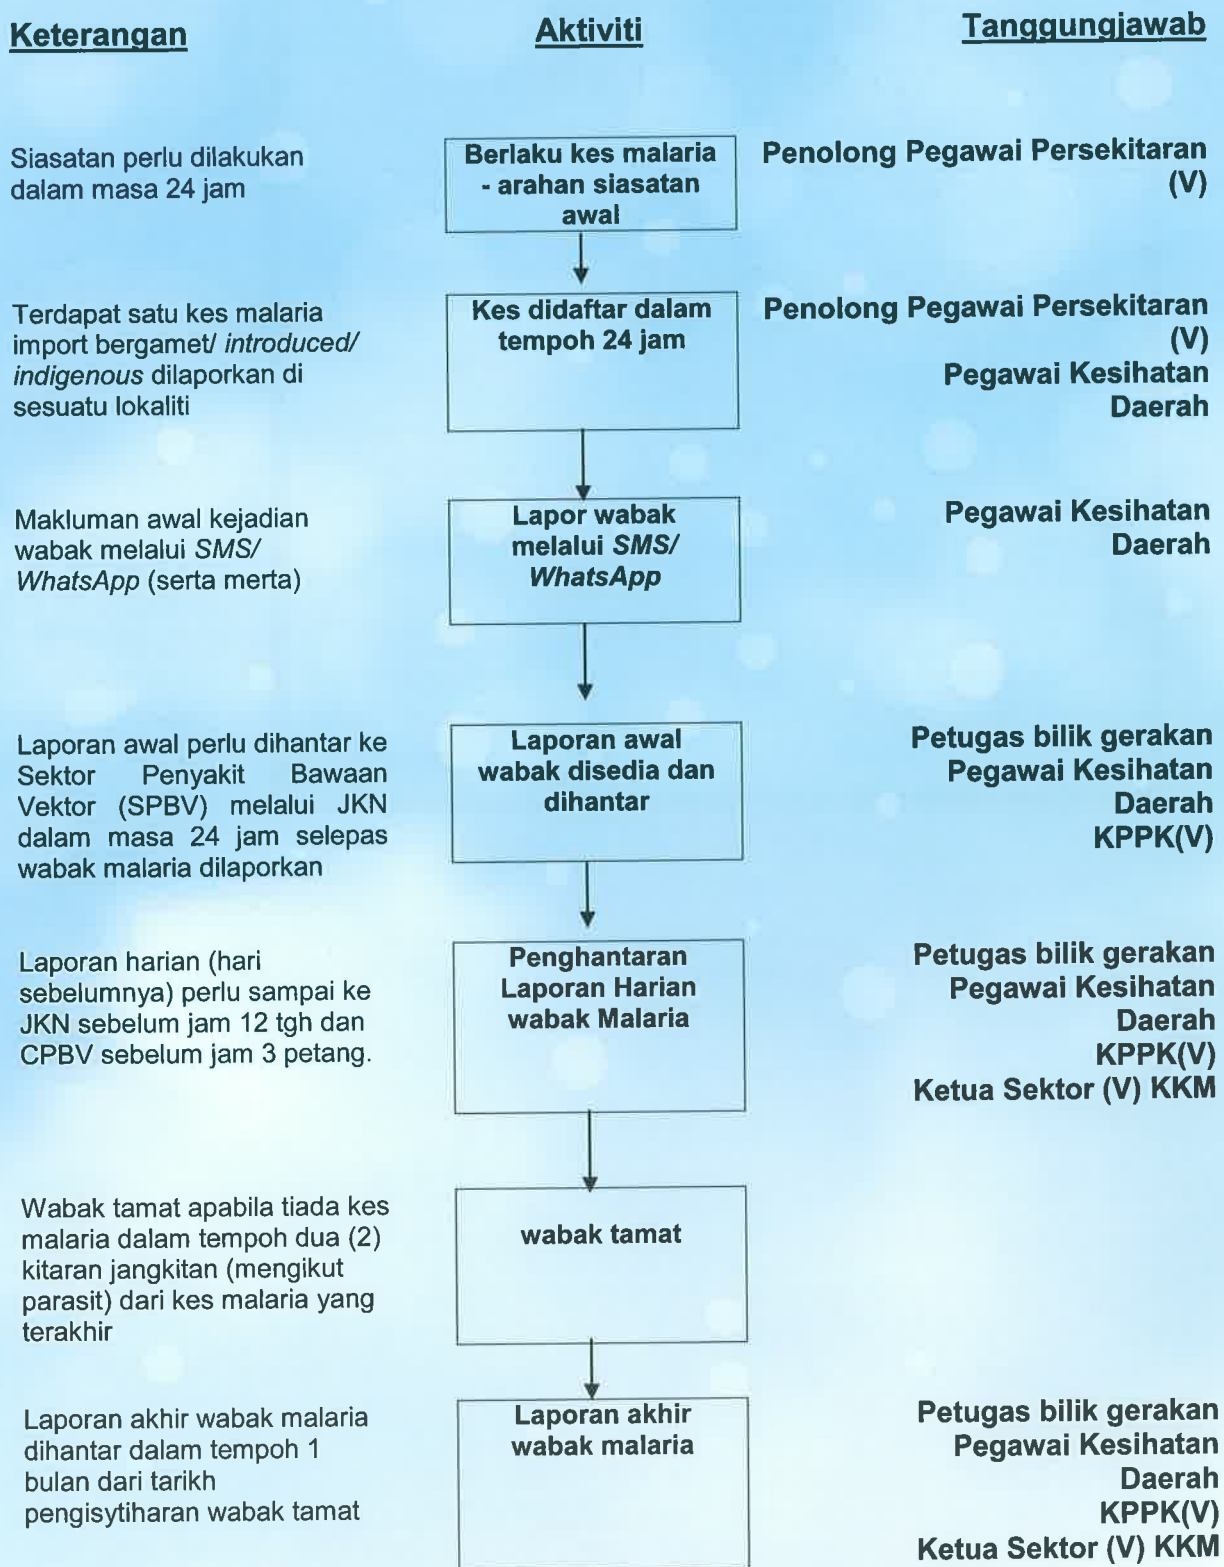 Keterangan
Aktiviti
Tanggungjawab
Siasatan perlu dilakukan
dalam masa 24 jam
Berlaku kes malaria
- arahan siasatan
awal
Penolong Pegawai Persekitaran
(V)
Terdapat satu kes malaria
import bergamet/ introduced/
indigenous dilaporkan di
sesuatu lokaliti
Kes didaftar dalam
tempoh 24 jam
Penolong Pegawai Persekitaran
(V)
Pegawai Kesihatan
Daerah
Makluman awal kejadian
wabak melalui SMS/
WhatsApp (serta merta)
Lapor wabak
melalui SMS/
WhatsApp
Pegawai Kesihatan
Daerah
Laporan awal perlu dihantar ke
Sektor Penyakit Bawaan
Vektor (SPBV) melalui JKN
dalam masa 24 jam selepas
wabak malaria dilaporkan
Laporan awal
wabak disedia dan
dihantar
Petugas bilik gerakan
Pegawai Kesihatan
Daerah
KPPK(V)
Laporan harian (hari
sebelumnya) perlu sampai ke
JKN sebelum jam 12 tgh dan
CPBV sebelum jam 3 petang.
Penghantaran
Laporan Harian
wabak Malaria
Petugas bilik gerakan
Pegawai Kesihatan
Daerah
KPPK(V)
Ketua Sektor (V) KKM
Wabak tamat apabila tiada kes
malaria dalam tempoh dua (2)
kitaran jangkitan (mengikut
parasit) dari kes malaria yang
terakhir
wabak tamat
Laporan akhir wabak malaria
dihantar dalam tempoh 1
bulan dari tarikh
pengisytiharan wabak tamat
Laporan akhir
wabak malaria
Petugas bilik gerakan
Pegawai Kesihatan
Daerah
KPPK(V)
Ketua Sektor (V) KKM